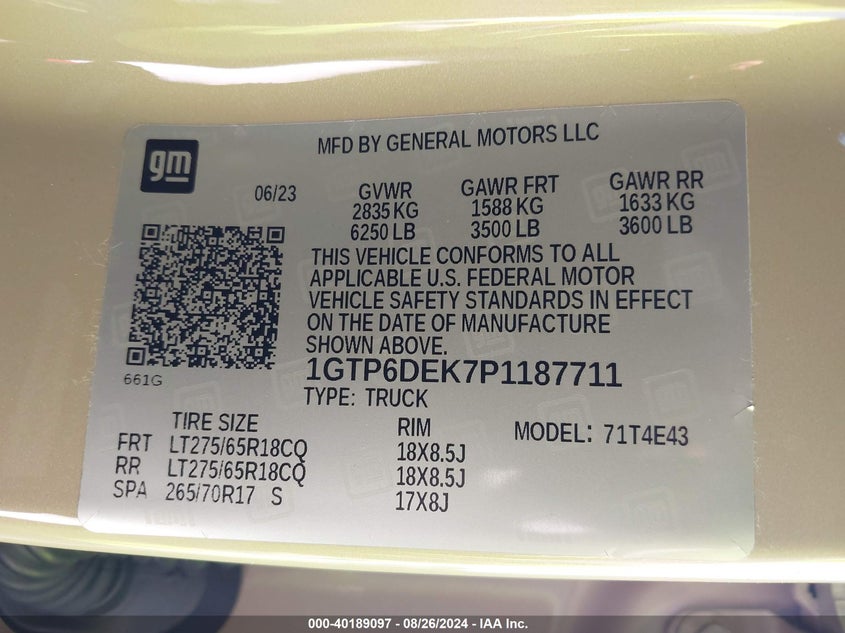 gm
MFD BY GENERAL MOTORS LLC
06/23
GVWR GAWR FRT GAWR RR
2835 KG 1588 KG 1633 KG
6250 LB 3500 LB 3600 LB
THIS VEHICLE CONFORMS TO ALL
APPLICABLE U.S. FEDERAL MOTOR
VEHICLE SAFETY STANDARDS IN EFFECT
ON THE DATE OF MANUFACTURE
SHOWN ABOVE.
661G
1GTP6DEK7P1187711
TYPE: TRUCK
TIRE SIZE RIM MODEL: 71T4E43
FRT LT275/65R18CQ 18X8.5J
RR LT275/65R18CQ 18X8.5J
SPA 265/70R17 S 17X8J
000-40189097 - 08/26/2024 - IAA Inc.